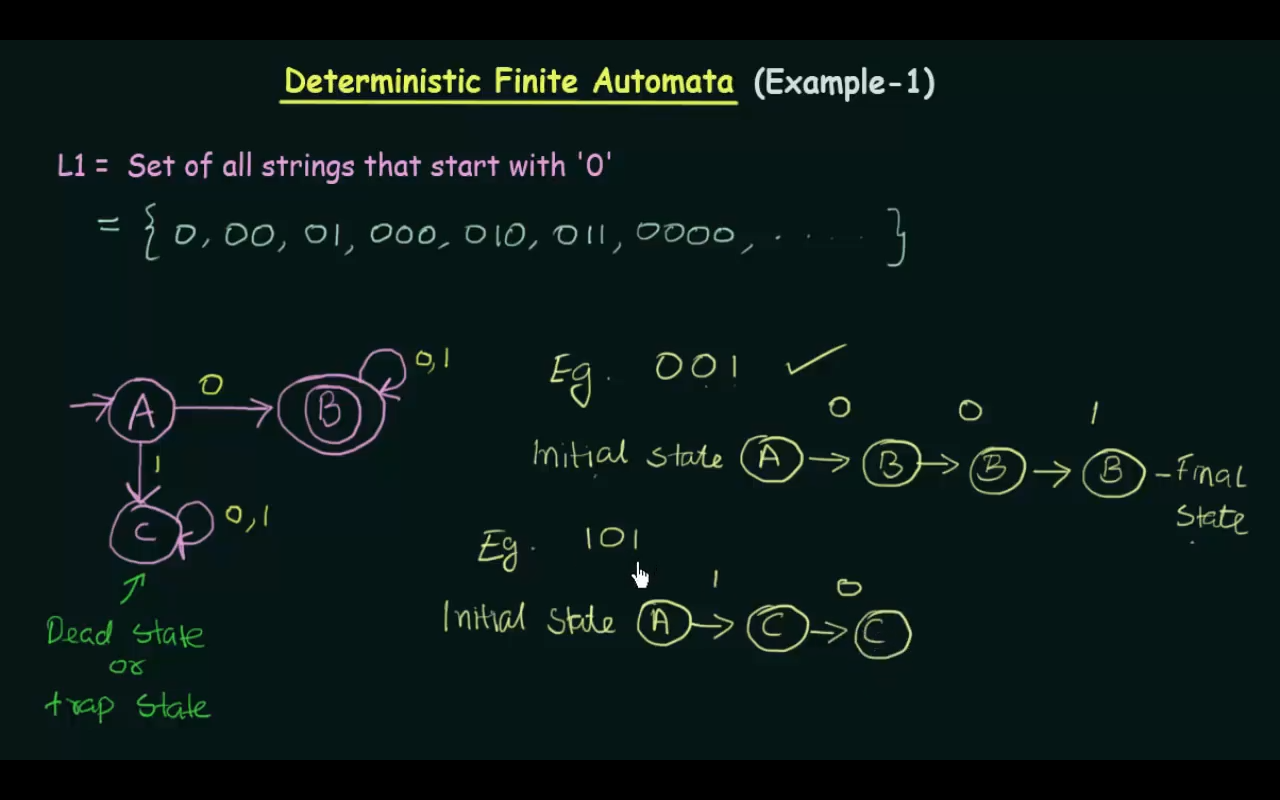 Deterministic Finite Automata (Example-1)
L1 = Set of all strings that start with '0'
= { 0, 00, 01, 000, 010, 011, 0000, . . . . . }
0,1
Eg. 001 ✓
0
A
B
0 0 1
Initial state A → B → B → B - Final
state
1
C
0,1
Eg. 101
1 0
Initial state A → C → C
Dead state
or
trap state